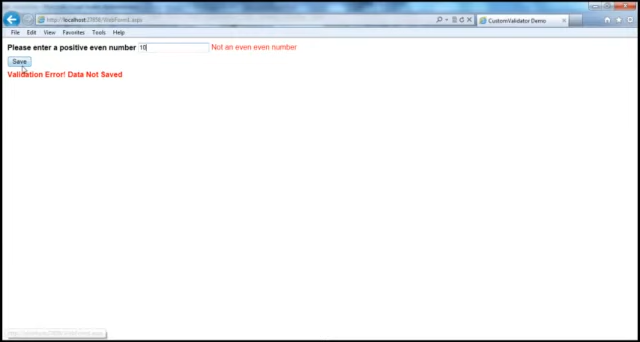 http://localhost:29898/WebForm1.aspx
CustomValidator Demo
File Edit View Favorites Tools Help
Please enter a positive even number 10 Not an even even number
Save
Validation Error! Data Not Saved